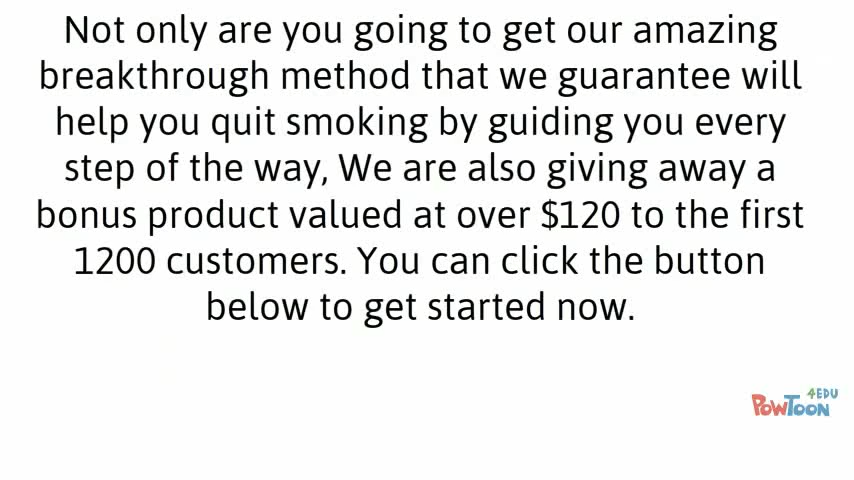 Not only are you going to get our amazing
breakthrough method that we guarantee will
help you quit smoking by guiding you every
step of the way, We are also giving away a
bonus product valued at over $120 to the first
1200 customers. You can click the button
below to get started now.
4EDU
POWTOON